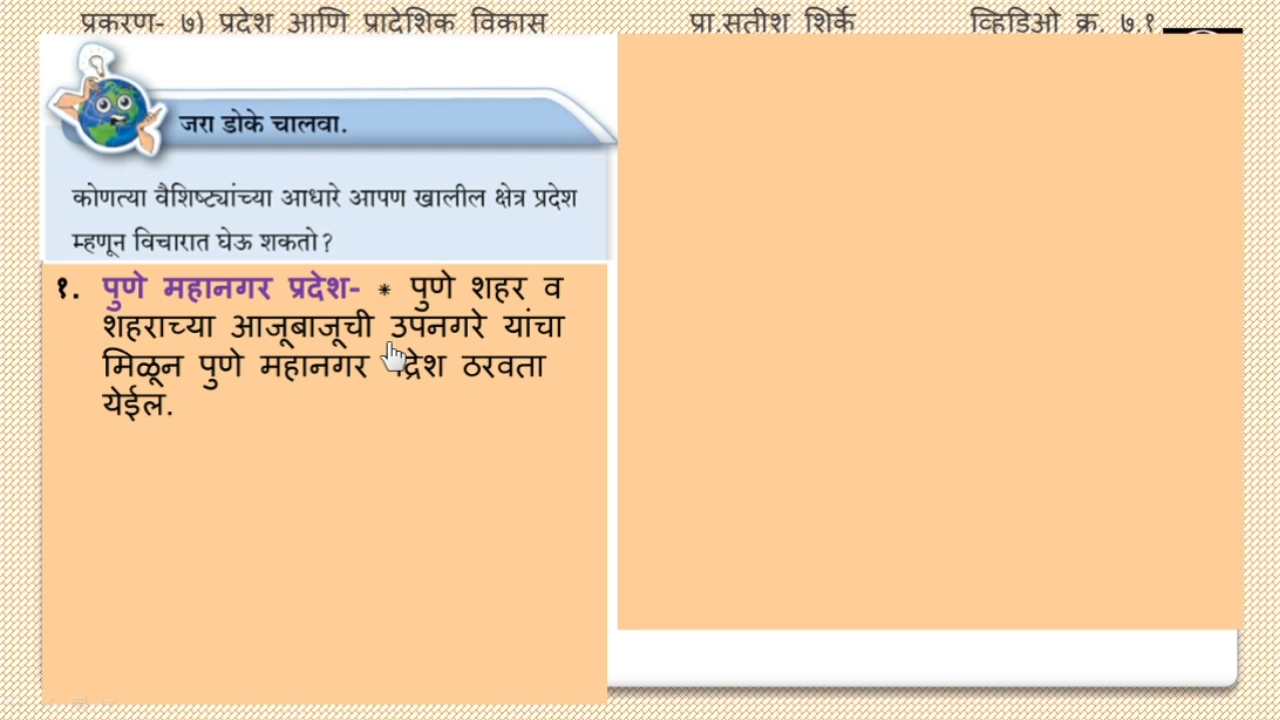 प्रकरण- ७) प्रदेश आणि प्रादेशिक विकास प्रा.सतीश शिर्के व्हिडिओ क्र. ७.१
जरा डोके चालवा.
कोणत्या वैशिष्ट्यांच्या आधारे आपण खालील क्षेत्र प्रदेश
म्हणून विचारात घेऊ शकतो?
१. पुणे महानगर प्रदेश- * पुणे शहर व
शहराच्या आजूबाजूची उपनगरे यांचा
मिळून पुणे महानगर ठरवता
येईल.